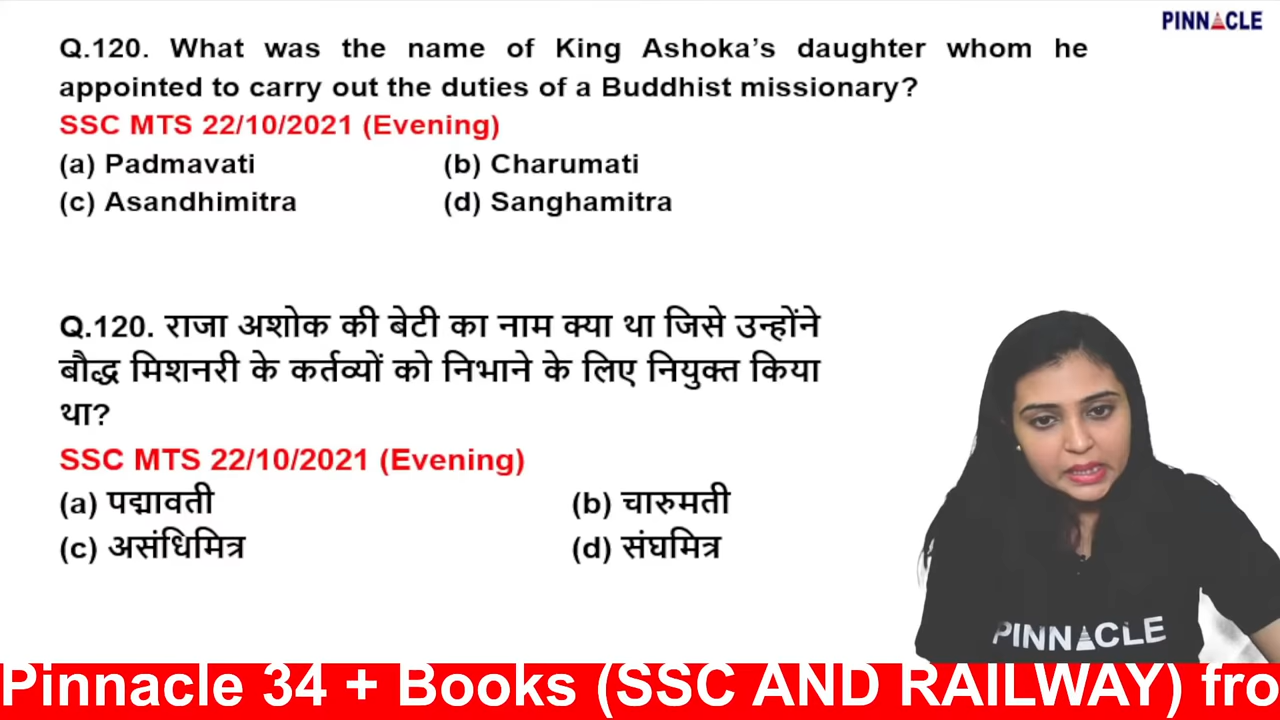 PINNACLE
Q.120. What was the name of King Ashoka's daughter whom he
appointed to carry out the duties of a Buddhist missionary?
SSC MTS 22/10/2021 (Evening)
(a) Padmavati (b) Charumati
(c) Asandhimitra (d) Sanghamitra
Q.120. राजा अशोक की बेटी का नाम क्या था जिसे उन्होंने
बौद्ध मिशनरी के कर्तव्यों को निभाने के लिए नियुक्त किया
था?
SSC MTS 22/10/2021 (Evening)
(a) पद्मावती (b) चारुमती
(c) असंधिमित्र (d) संघमित्र
PINNACLE
Pinnacle 34 + Books (SSC AND RAILWAY) fro